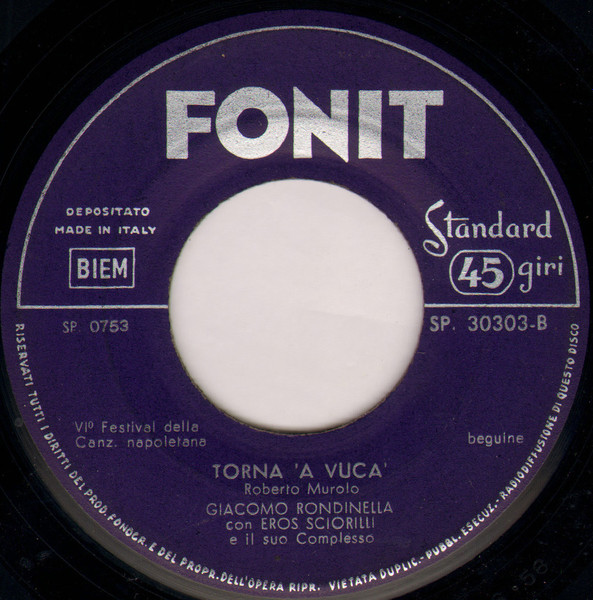 FONIT
DEPOSITATO
MADE IN ITALY
BIEM
Standard
45 giri
SP. 0753
SP. 30303-B
VIº Festival della
Canz. napoletana
beguine
TORNA 'A VUCA'
Roberto Murolo
GIACOMO RONDINELLA
con EROS SCIORILLI
e il suo Complesso
RISERVATI TUTTI I DIRITTI DEL PROD. FONOGR. E DEL PROPR. DELL'OPERA RIPR. VIETATA DUPLIC.-PUBBL. ESECUZ.-RADIODIFFUSIONE DI QUESTO DISCO